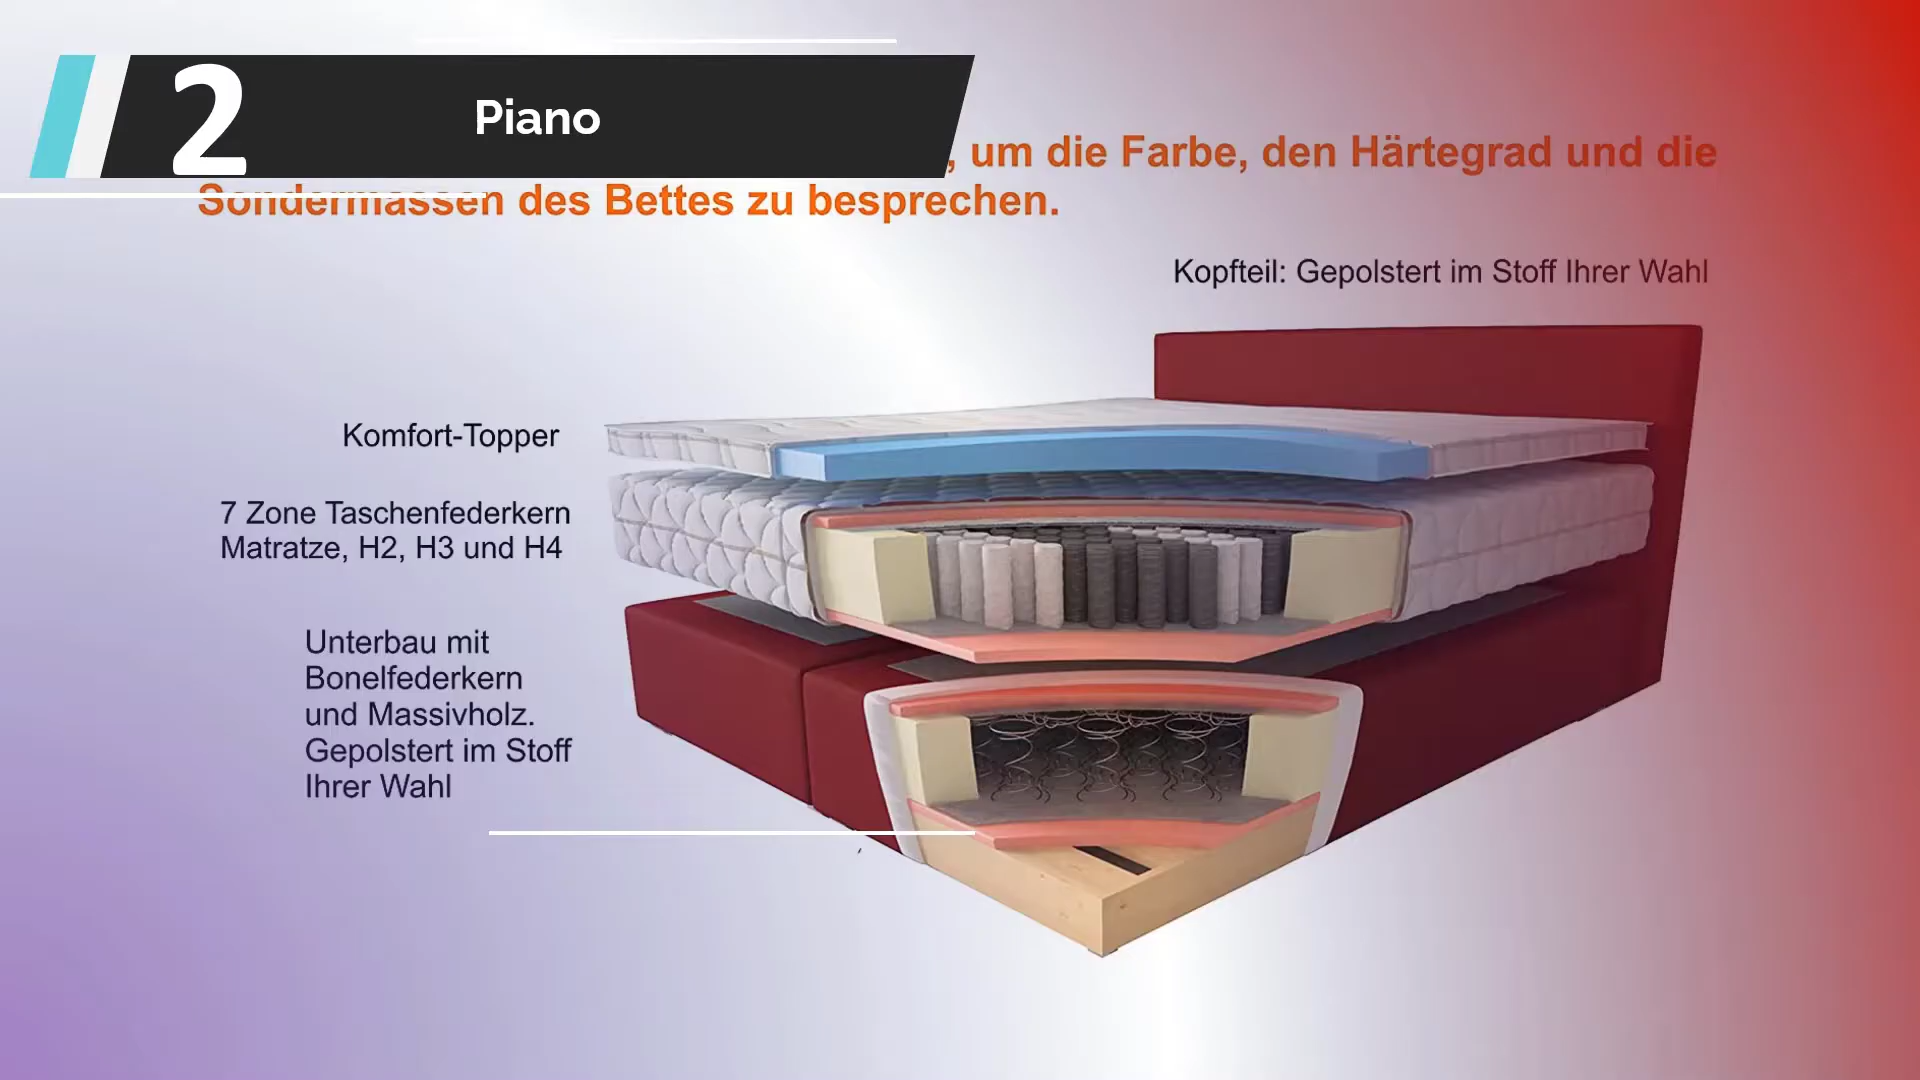 2
Piano
, um die Farbe, den Härtegrad und die
Sondermassen des Bettes zu besprechen.
Kopfteil: Gepolstert im Stoff Ihrer Wahl
Komfort-Topper
7 Zone Taschenfederkern
Matratze, H2, H3 und H4
Unterbau mit
Bonelfederkern
und Massivholz.
Gepolstert im Stoff
Ihrer Wahl